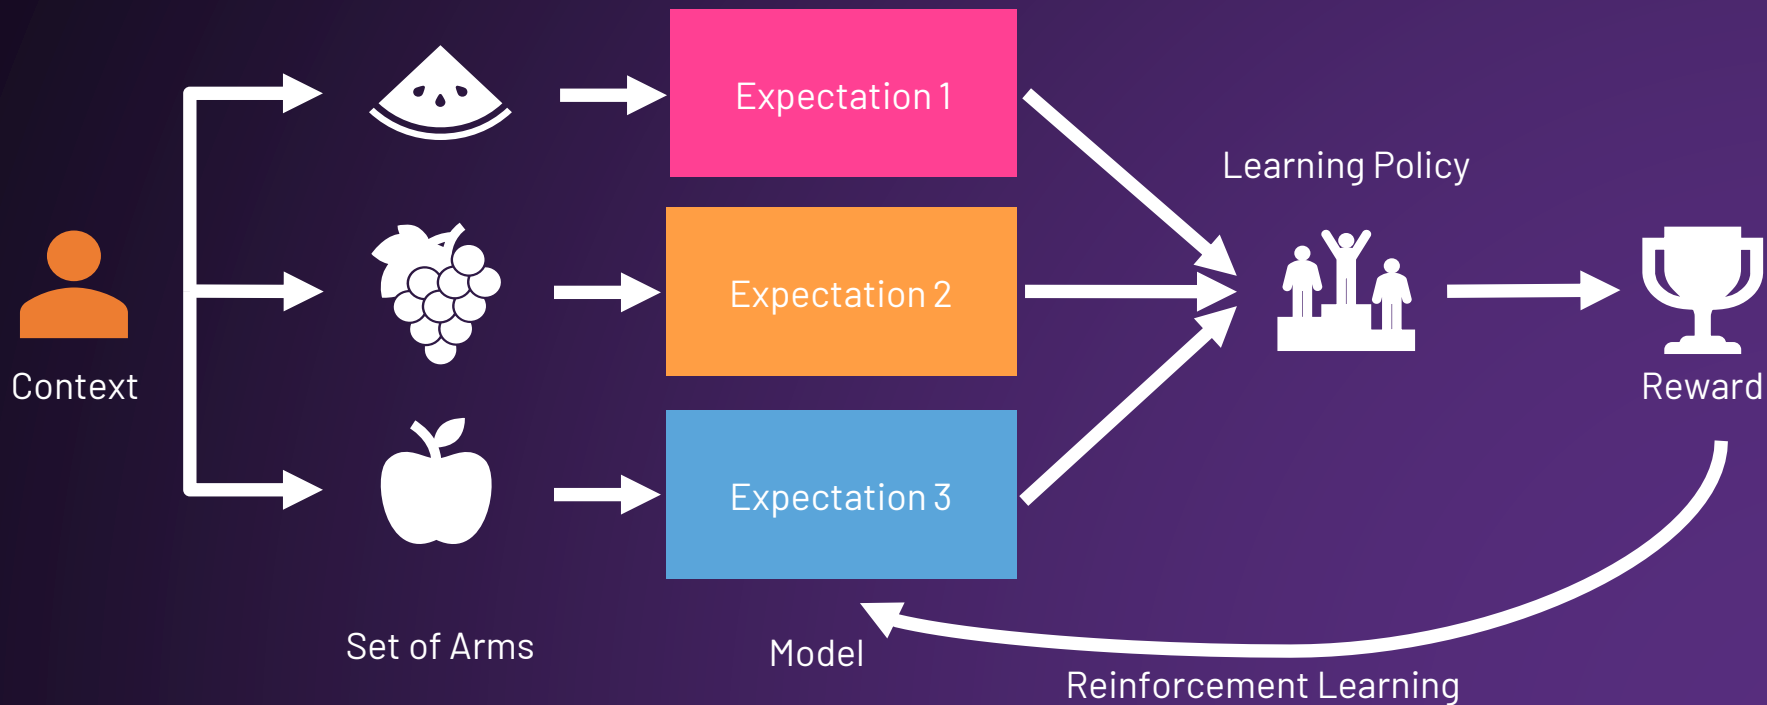 Expectation 1
Learning Policy
Expectation 2
Context
Reward
Expectation 3
Set of Arms
Model
Reinforcement Learning